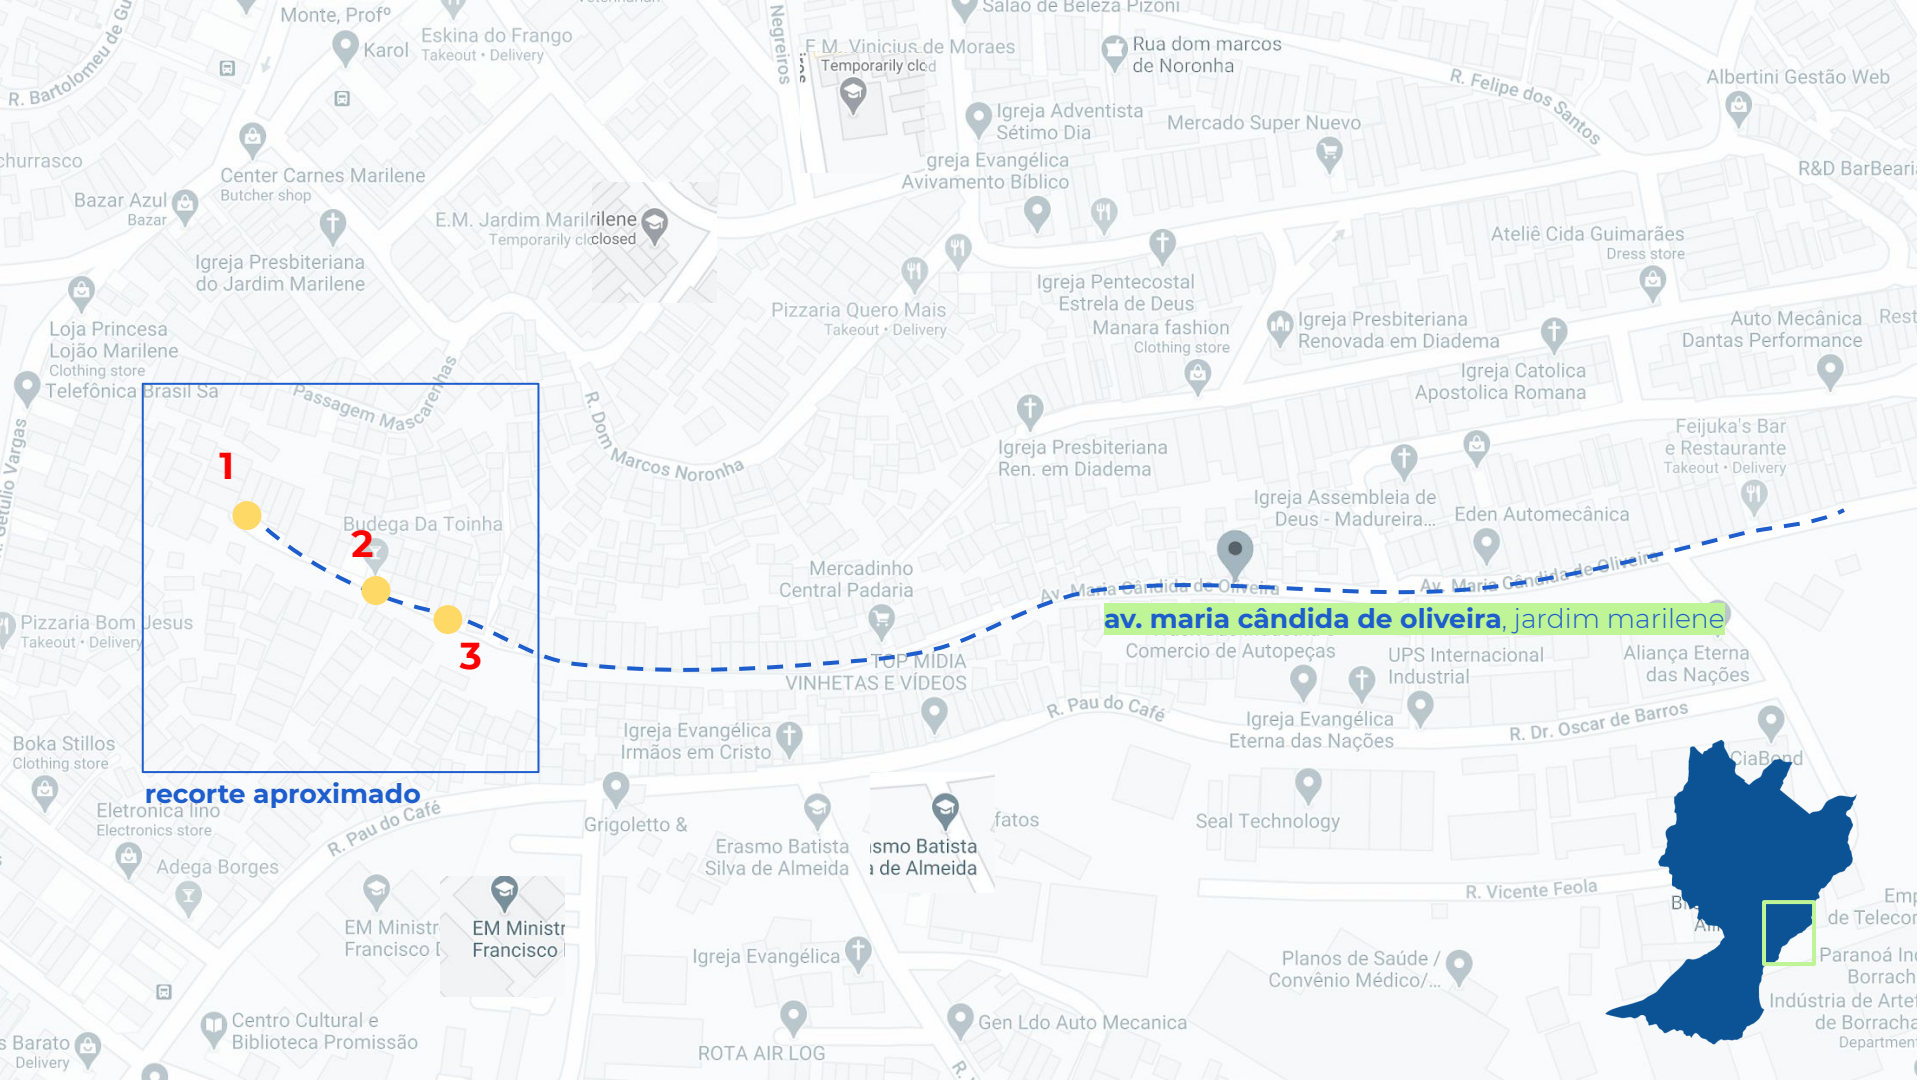 Monte, Profº
Karol
Eskina do Frango
Takeout • Delivery
Negreiros
R. Bartolomeu de Gu
Salão de Beleza Pizoni
E.M. Vinicius de Moraes
Temporarily clo
Rua dom marcos
de Noronha
R. Felipe dos Santos
Albertini Gestão Web
Igreja Adventista
Sétimo Dia
Mercado Super Nuevo
churrasco
Center Carnes Marilene
Butcher shop
Bazar Azul
Bazar
greja Evangélica
Avivamento Bíblico
R&D BarBeari
E.M. Jardim Maril
rilene
Temporarily clo
closed
Igreja Presbiteriana
do Jardim Marilene
Ateliê Cida Guimarães
Dress store
Igreja Pentecostal
Estrela de Deus
Pizzaria Quero Mais
Takeout • Delivery
Manara fashion
Clothing store
Igreja Presbiteriana
Renovada em Diadema
Auto Mecânica
Dantas Performance
Rest
Loja Princesa
Lojão Marilene
Clothing store
Telefônica Brasil Sa
Igreja Catolica
Apostolica Romana
Passagem Mascarenhas
R. Dom Marcos Noronha
Getúlio Vargas
Igreja Presbiteriana
Ren. em Diadema
Feijuka's Bar
e Restaurante
Takeout • Delivery
1
Igreja Assembleia de
Deus - Madureira...
Eden Automecânica
Budega Da Toinha
2
Mercadinho
Central Padaria
Av. Maria Cândida de Oliveira
Av. Maria Cândida de Oliveira
av. maria cândida de oliveira, jardim marilene
Pizzaria Bom Jesus
Takeout • Delivery
3
Comercio de Autopeças
UPS Internacional
Industrial
Aliança Eterna
das Nações
TOP MIDIA
VINHETAS E VÍDEOS
R. Pau do Café
Igreja Evangélica
Eterna das Nações
R. Dr. Oscar de Barros
Igreja Evangélica
Irmãos em Cristo
Boka Stillos
Clothing store
CiaBond
recorte aproximado
Eletronica lino
Electronics store
R. Pau do Café
Grigoletto &
fatos
Seal Technology
Erasmo Batista
Silva de Almeida
smo Batista
a de Almeida
Adega Borges
R. Vicente Feola
EM Ministr
Francisco
EM Ministr
Francisco
Emp
de Telecor
Igreja Evangélica
Planos de Saúde /
Convênio Médico/...
Paranoá In
Borrach
Indústria de Arte
de Borracha
Department
Centro Cultural e
Biblioteca Promissão
Gen Ldo Auto Mecanica
s Barato
Delivery
ROTA AIR LOG
R.